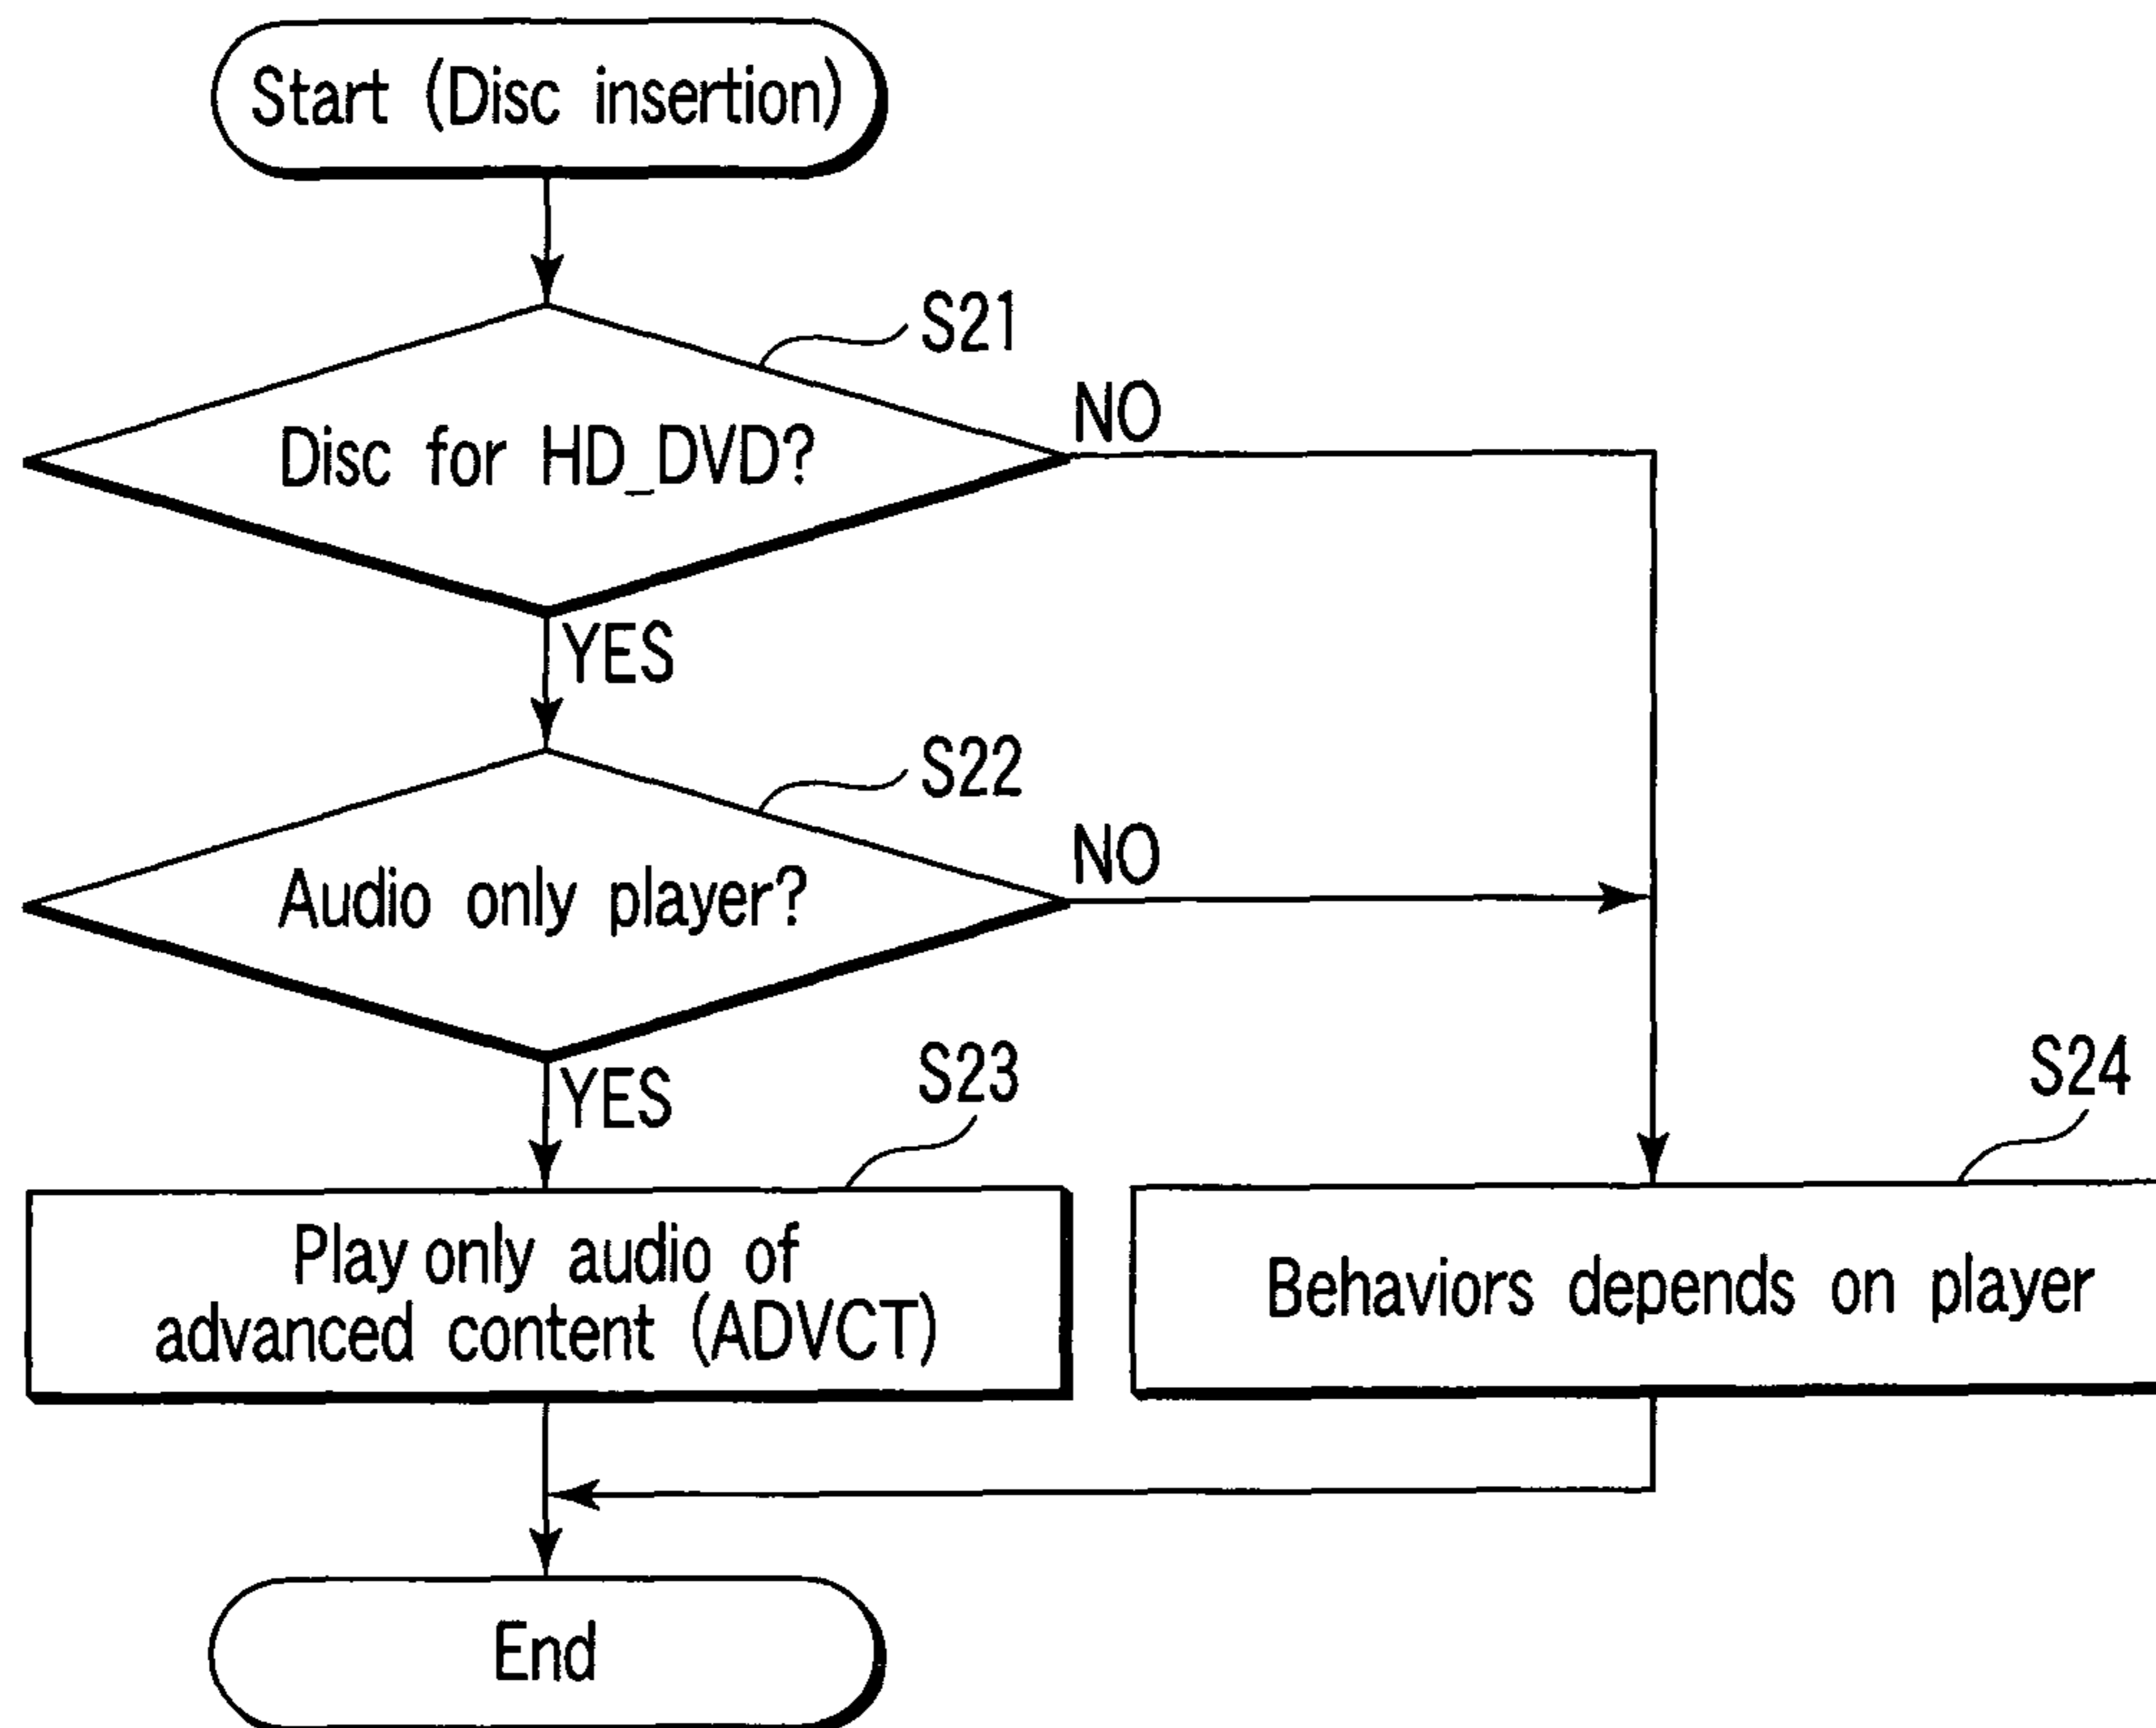 Start (Disc insertion)
S21
Disc for HD_DVD?
NO
YES
S22
Audio only player?
NO
YES
S23
S24
Play only audio of
advanced content (ADVCT)
Behaviors depends on player
End